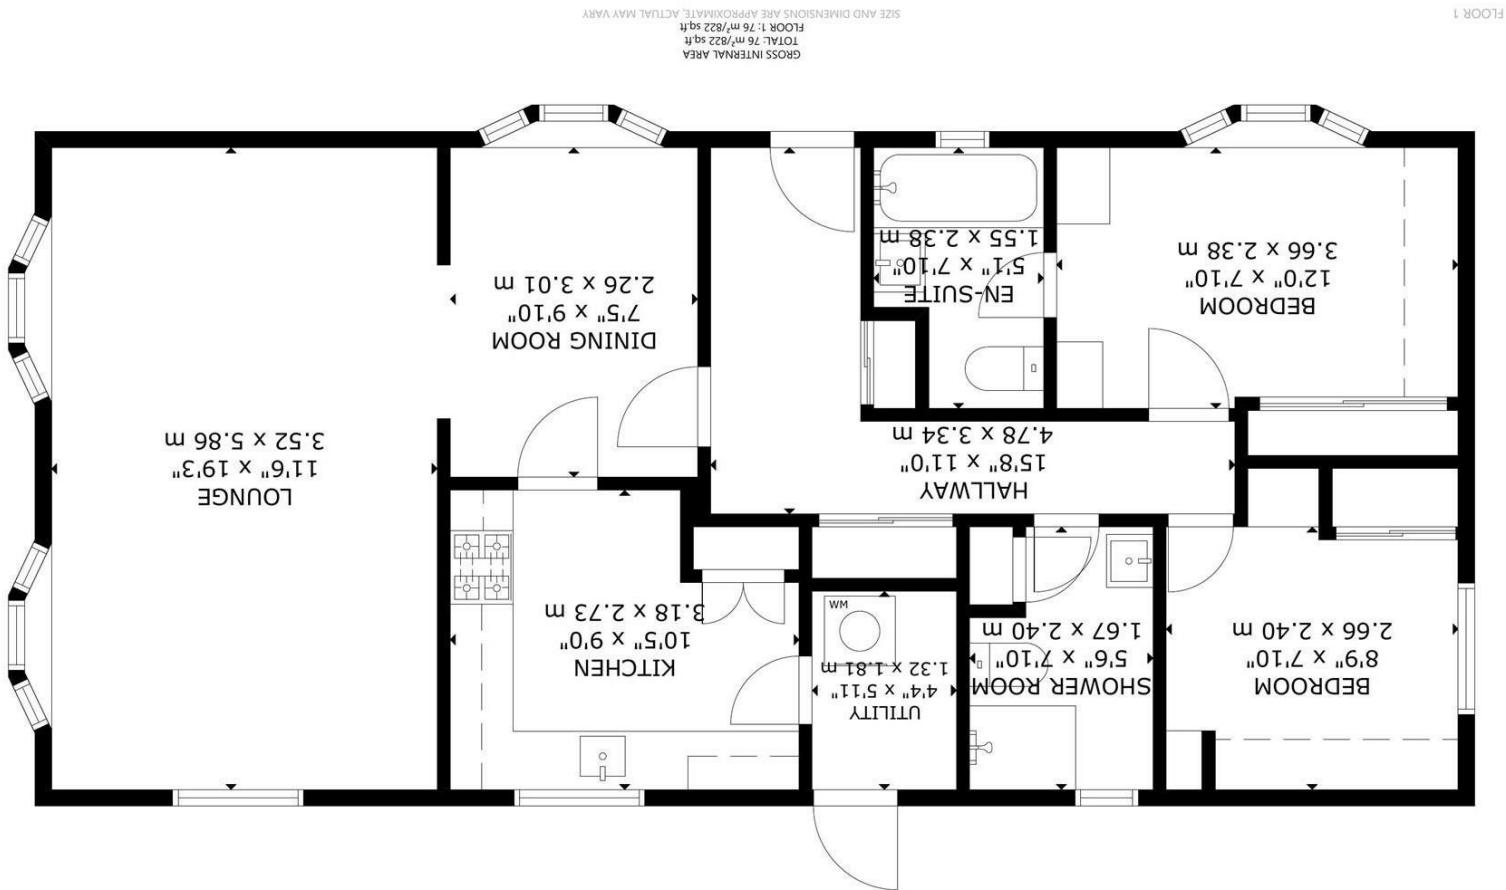 BEDROOM
8'9" x 7'10"
2.66 x 2.40 m
SHOWER ROOM
5'6" x 7'10"
1.67 x 2.40 m
UTILITY
4'4" x 5'11"
1.32 x 1.81 m
WM
KITCHEN
10'5" x 9'0"
3.18 x 2.73 m
HALLWAY
15'8" x 11'0"
4.78 x 3.34 m
LOUNGE
11'6" x 19'3"
3.52 x 5.86 m
BEDROOM
12'0" x 7'10"
3.66 x 2.38 m
EN-SUITE
5'1" x 7'10"
1.55 x 2.38 m
DINING ROOM
7'5" x 9'10"
2.26 x 3.01 m
GROSS INTERNAL AREA
TOTAL: 76 m²/822 sq.ft
FLOOR 1: 76 m²/822 sq.ft
SIZE AND DIMENSIONS ARE APPROXIMATE, ACTUAL MAY VARY
FLOOR 1